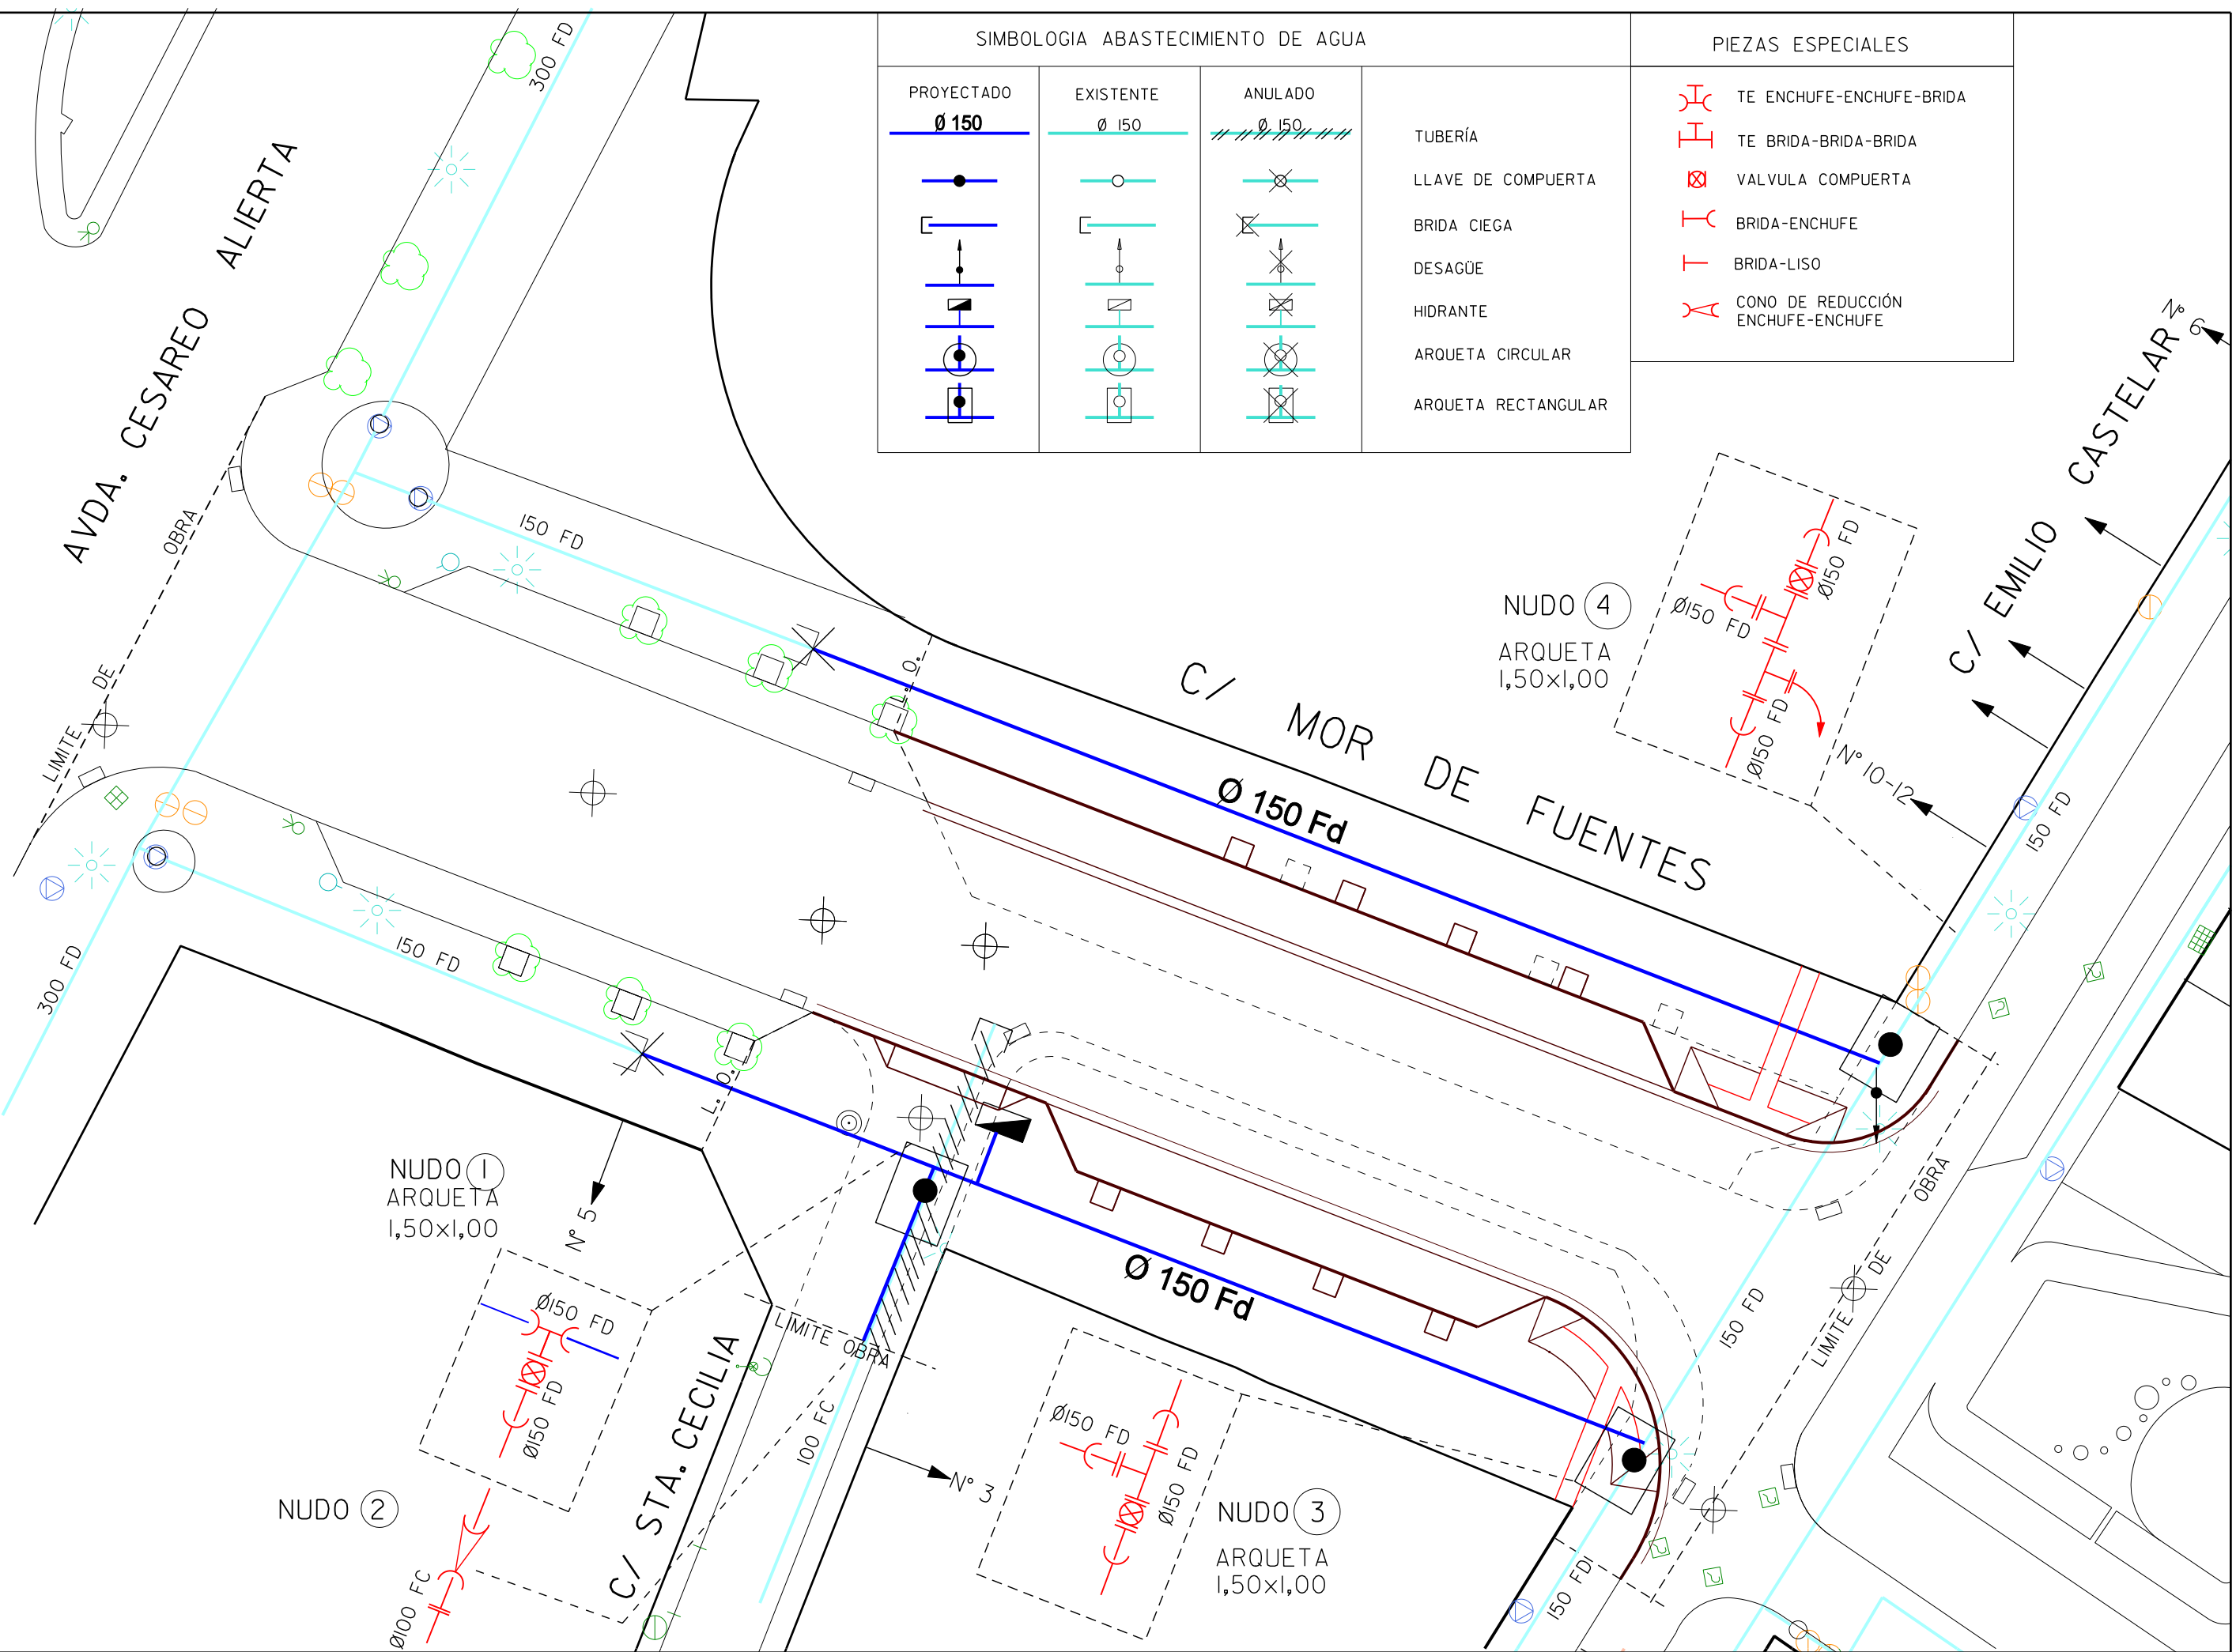 SIMBOLOGIA ABASTECIMIENTO DE AGUA
PROYECTADO
EXISTENTE
ANULADO
Ø 150
Ø 150
Ø 150
TUBERÍA
LLAVE DE COMPUERTA
BRIDA CIEGA
DESAGÜE
HIDRANTE
ARQUETA CIRCULAR
ARQUETA RECTANGULAR
PIEZAS ESPECIALES
TE ENCHUFE-ENCHUFE-BRIDA
TE BRIDA-BRIDA-BRIDA
VALVULA COMPUERTA
BRIDA-ENCHUFE
BRIDA-LISO
CONO DE REDUCCIÓN
ENCHUFE-ENCHUFE
300 FD
AVDA. CESAREO ALIERTA
LIMITE DE OBRA
150 FD
L. O.
C/ MOR DE FUENTES
Ø 150 Fd
NUDO 4
ARQUETA
1,50x1,00
Ø150 FD
Ø150 FD
Ø150 FD
C/ EMILIO CASTELAR
Nº 6
Nº 10-12
150 FD
300 FD
150 FD
L. O.
NUDO 1
ARQUETA
1,50x1,00
Nº 5
Ø150 FD
Ø150 FD
NUDO 2
Ø100 FC
C/ STA. CECILIA
LIMITE OBRA
100 FC
Nº 3
Ø 150 Fd
Ø150 FD
Ø150 FD
NUDO 3
ARQUETA
1,50x1,00
150 FD
LIMITE DE OBRA
150 FD